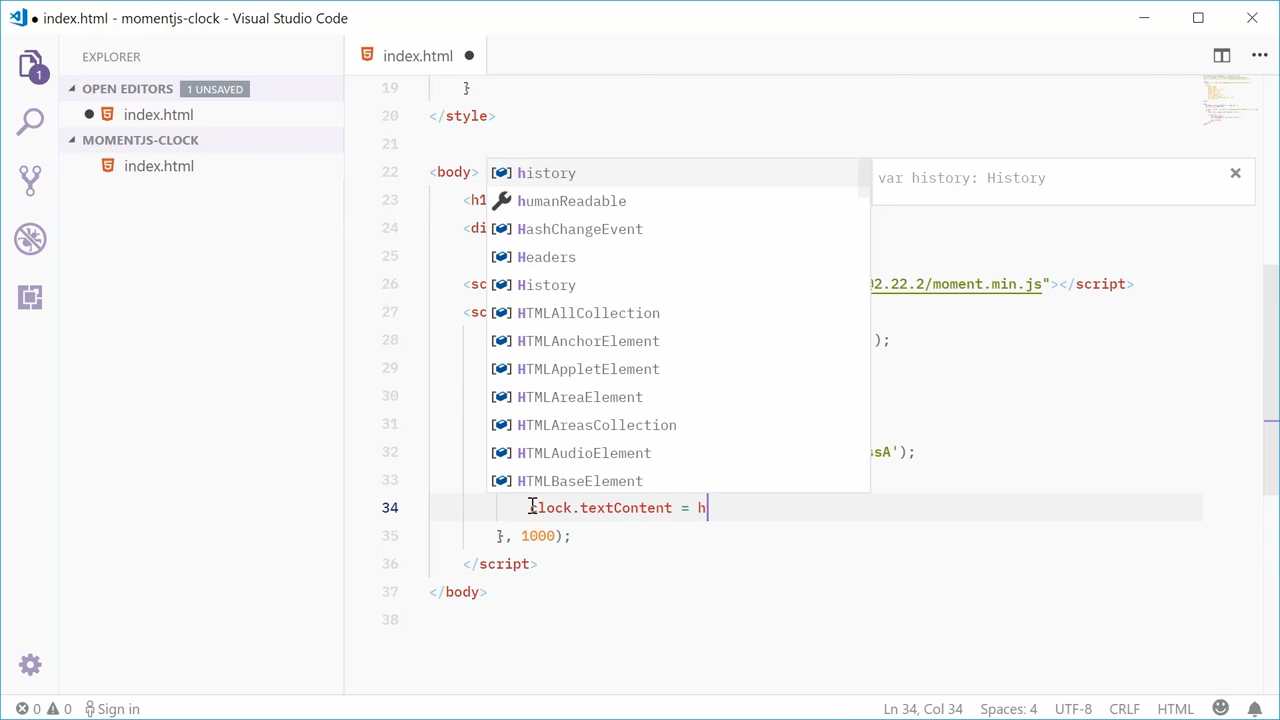 index.html - momentjs-clock - Visual Studio Code
EXPLORER
index.html
OPEN EDITORS 1 UNSAVED
index.html
MOMENTJS-CLOCK
index.html
1
19 }
20 </style>
21
22 <body>
23 <h1
24 <di
25
26 <sc 02.22.2/moment.min.js"></script>
27 <sc
28 );
29
30
31
32 ssA');
33
34 clock.textContent = h
35 }, 1000);
36 </script>
37 </body>
38
history
humanReadable
HashChangeEvent
Headers
History
HTMLAllCollection
HTMLAnchorElement
HTMLAppletElement
HTMLAreaElement
HTMLAreasCollection
HTMLAudioElement
HTMLBaseElement
var history: History
0 0 Sign in Ln 34, Col 34 Spaces: 4 UTF-8 CRLF HTML